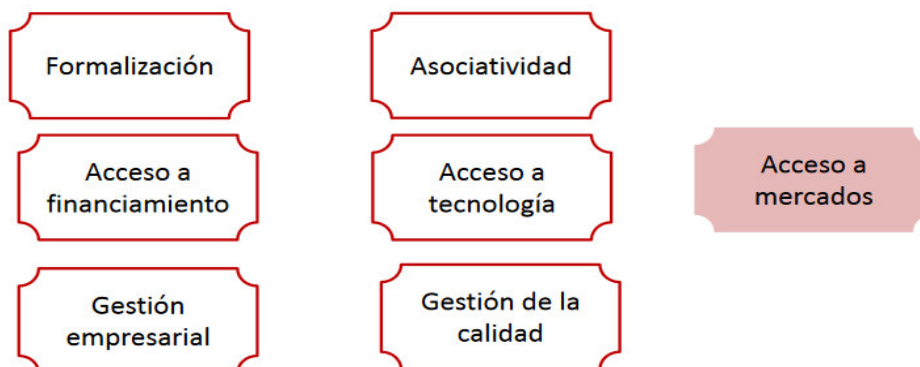 Formalización
Asociatividad
Acceso a
financiamiento
Acceso a
tecnología
Acceso a
mercados
Gestión
empresarial
Gestión de la
calidad